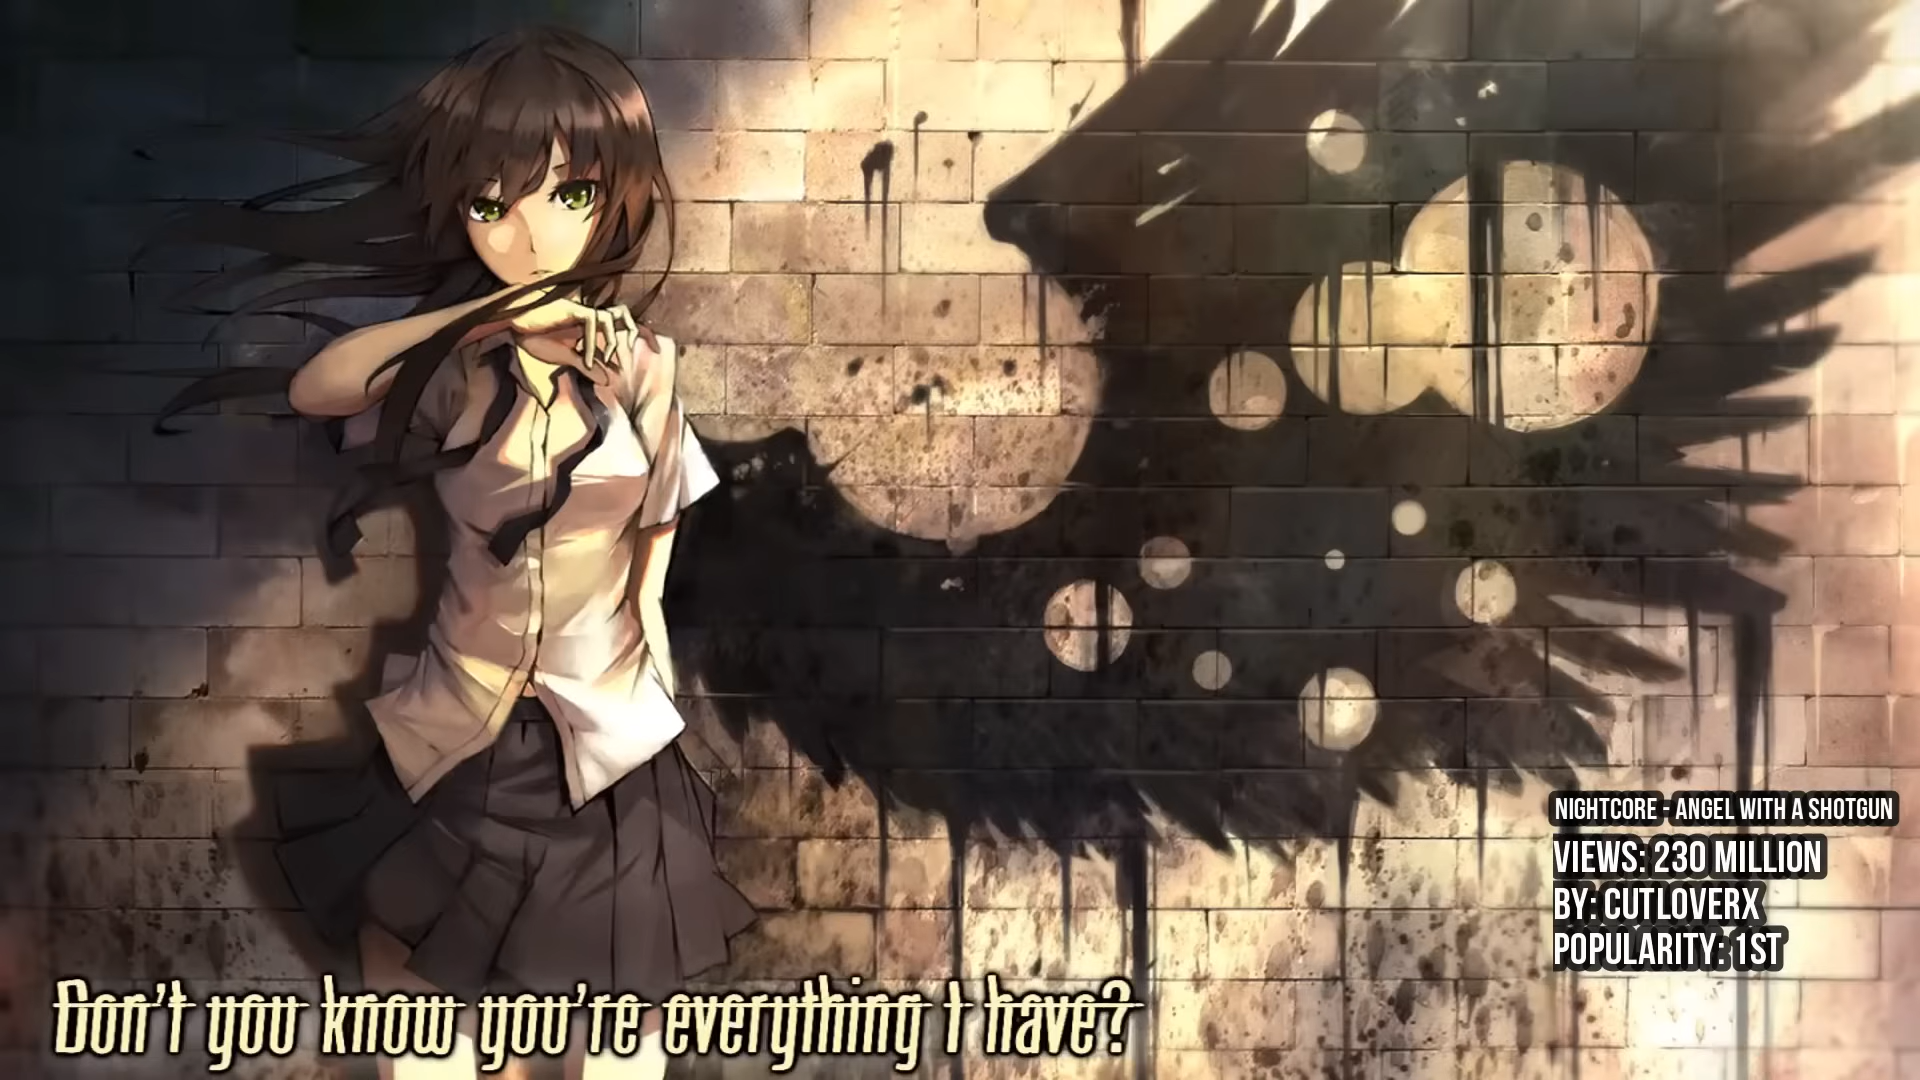 NIGHTCORE - ANGEL WITH A SHOTGUN
VIEWS: 230 MILLION
BY: CUTLOVERX
POPULARITY: 1ST
Don't you know you're everything I have?